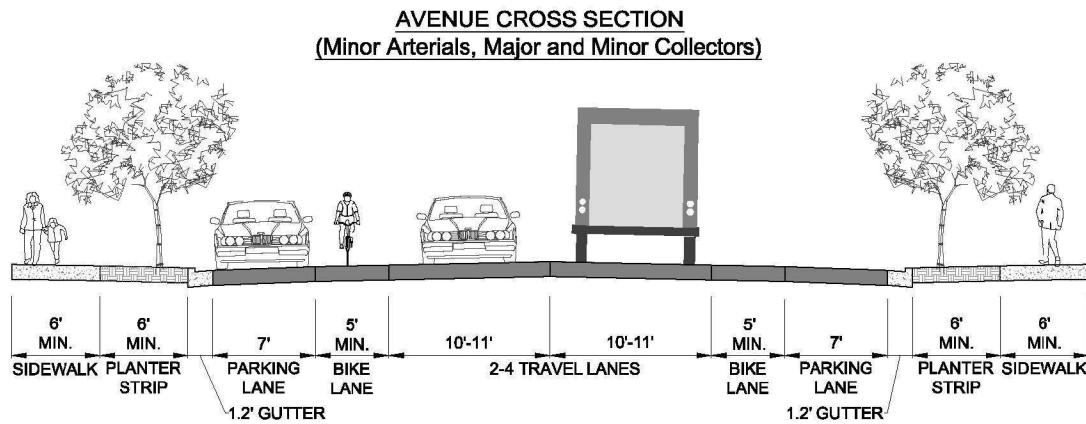 AVENUE CROSS SECTION
(Minor Arterials, Major and Minor Collectors)
6' MIN. SIDEWALK
6' MIN. PLANTER STRIP
1.2' GUTTER
7' PARKING LANE
5' MIN. BIKE LANE
10'-11'
10'-11'
2-4 TRAVEL LANES
5' MIN. BIKE LANE
7' PARKING LANE
1.2' GUTTER
6' MIN. PLANTER STRIP
6' MIN. SIDEWALK